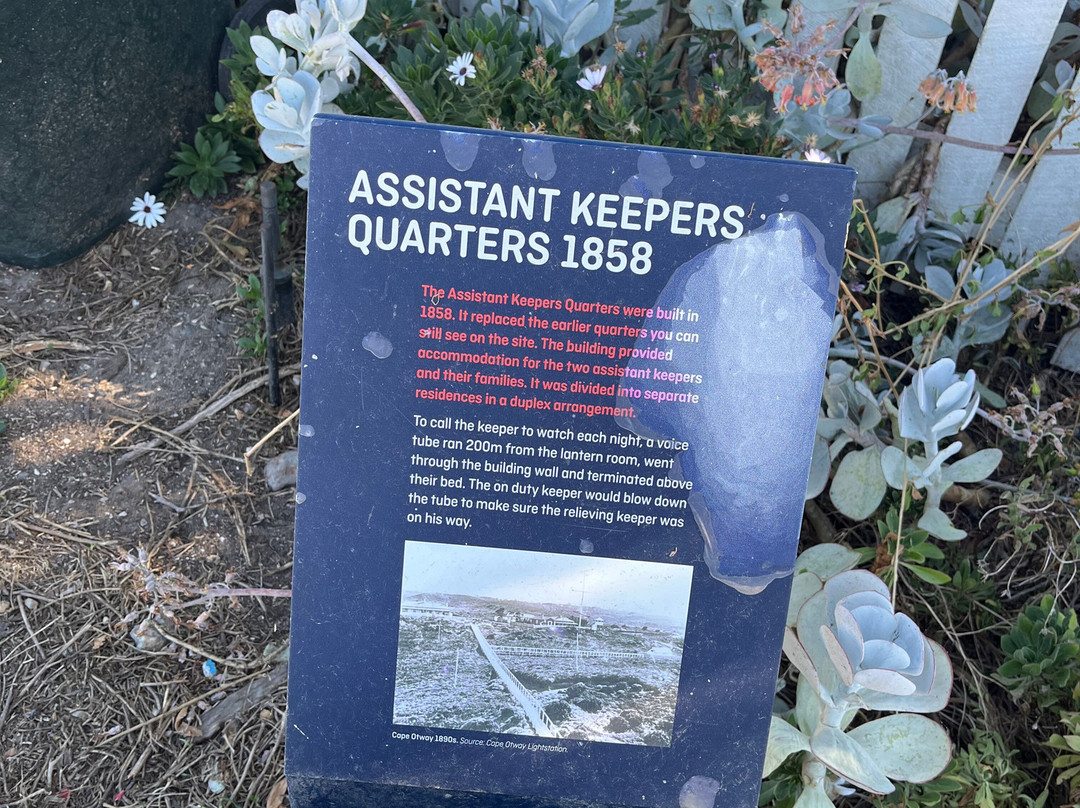 ASSISTANT KEEPERS
QUARTERS 1858
The Assistant Keepers Quarters were built in
1858. It replaced the earlier quarters you can
still see on the site. The building provided
accommodation for the two assistant keepers
and their families. It was divided into separate
residences in a duplex arrangement.
To call the keeper to watch each night, a voice
tube ran 200m from the lantern room, went
through the building wall and terminated above
their bed. The on duty keeper would blow down
the tube to make sure the relieving keeper was
on his way.
Cape Otway 1890s. Source: Cape Otway Lightstation.